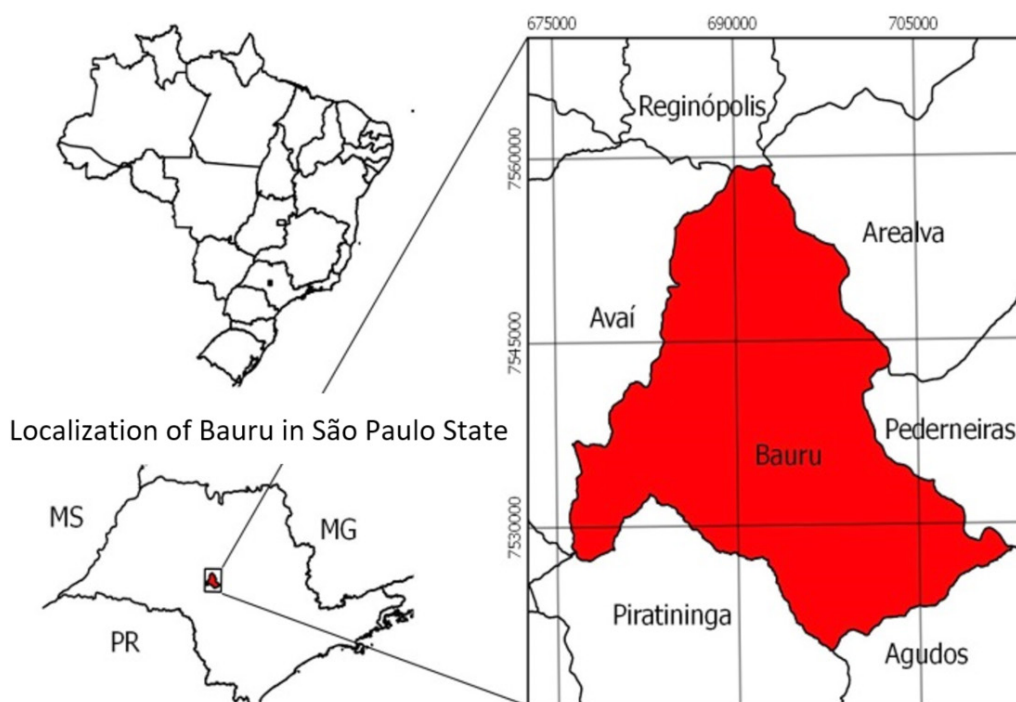 675000
690000
705000
Reginópolis
7560000
Arealva
Avaí
7545000
Localization of Bauru in São Paulo State
Pederneiras
Bauru
MS
MG
7530000
Piratininga
PR
Agudos